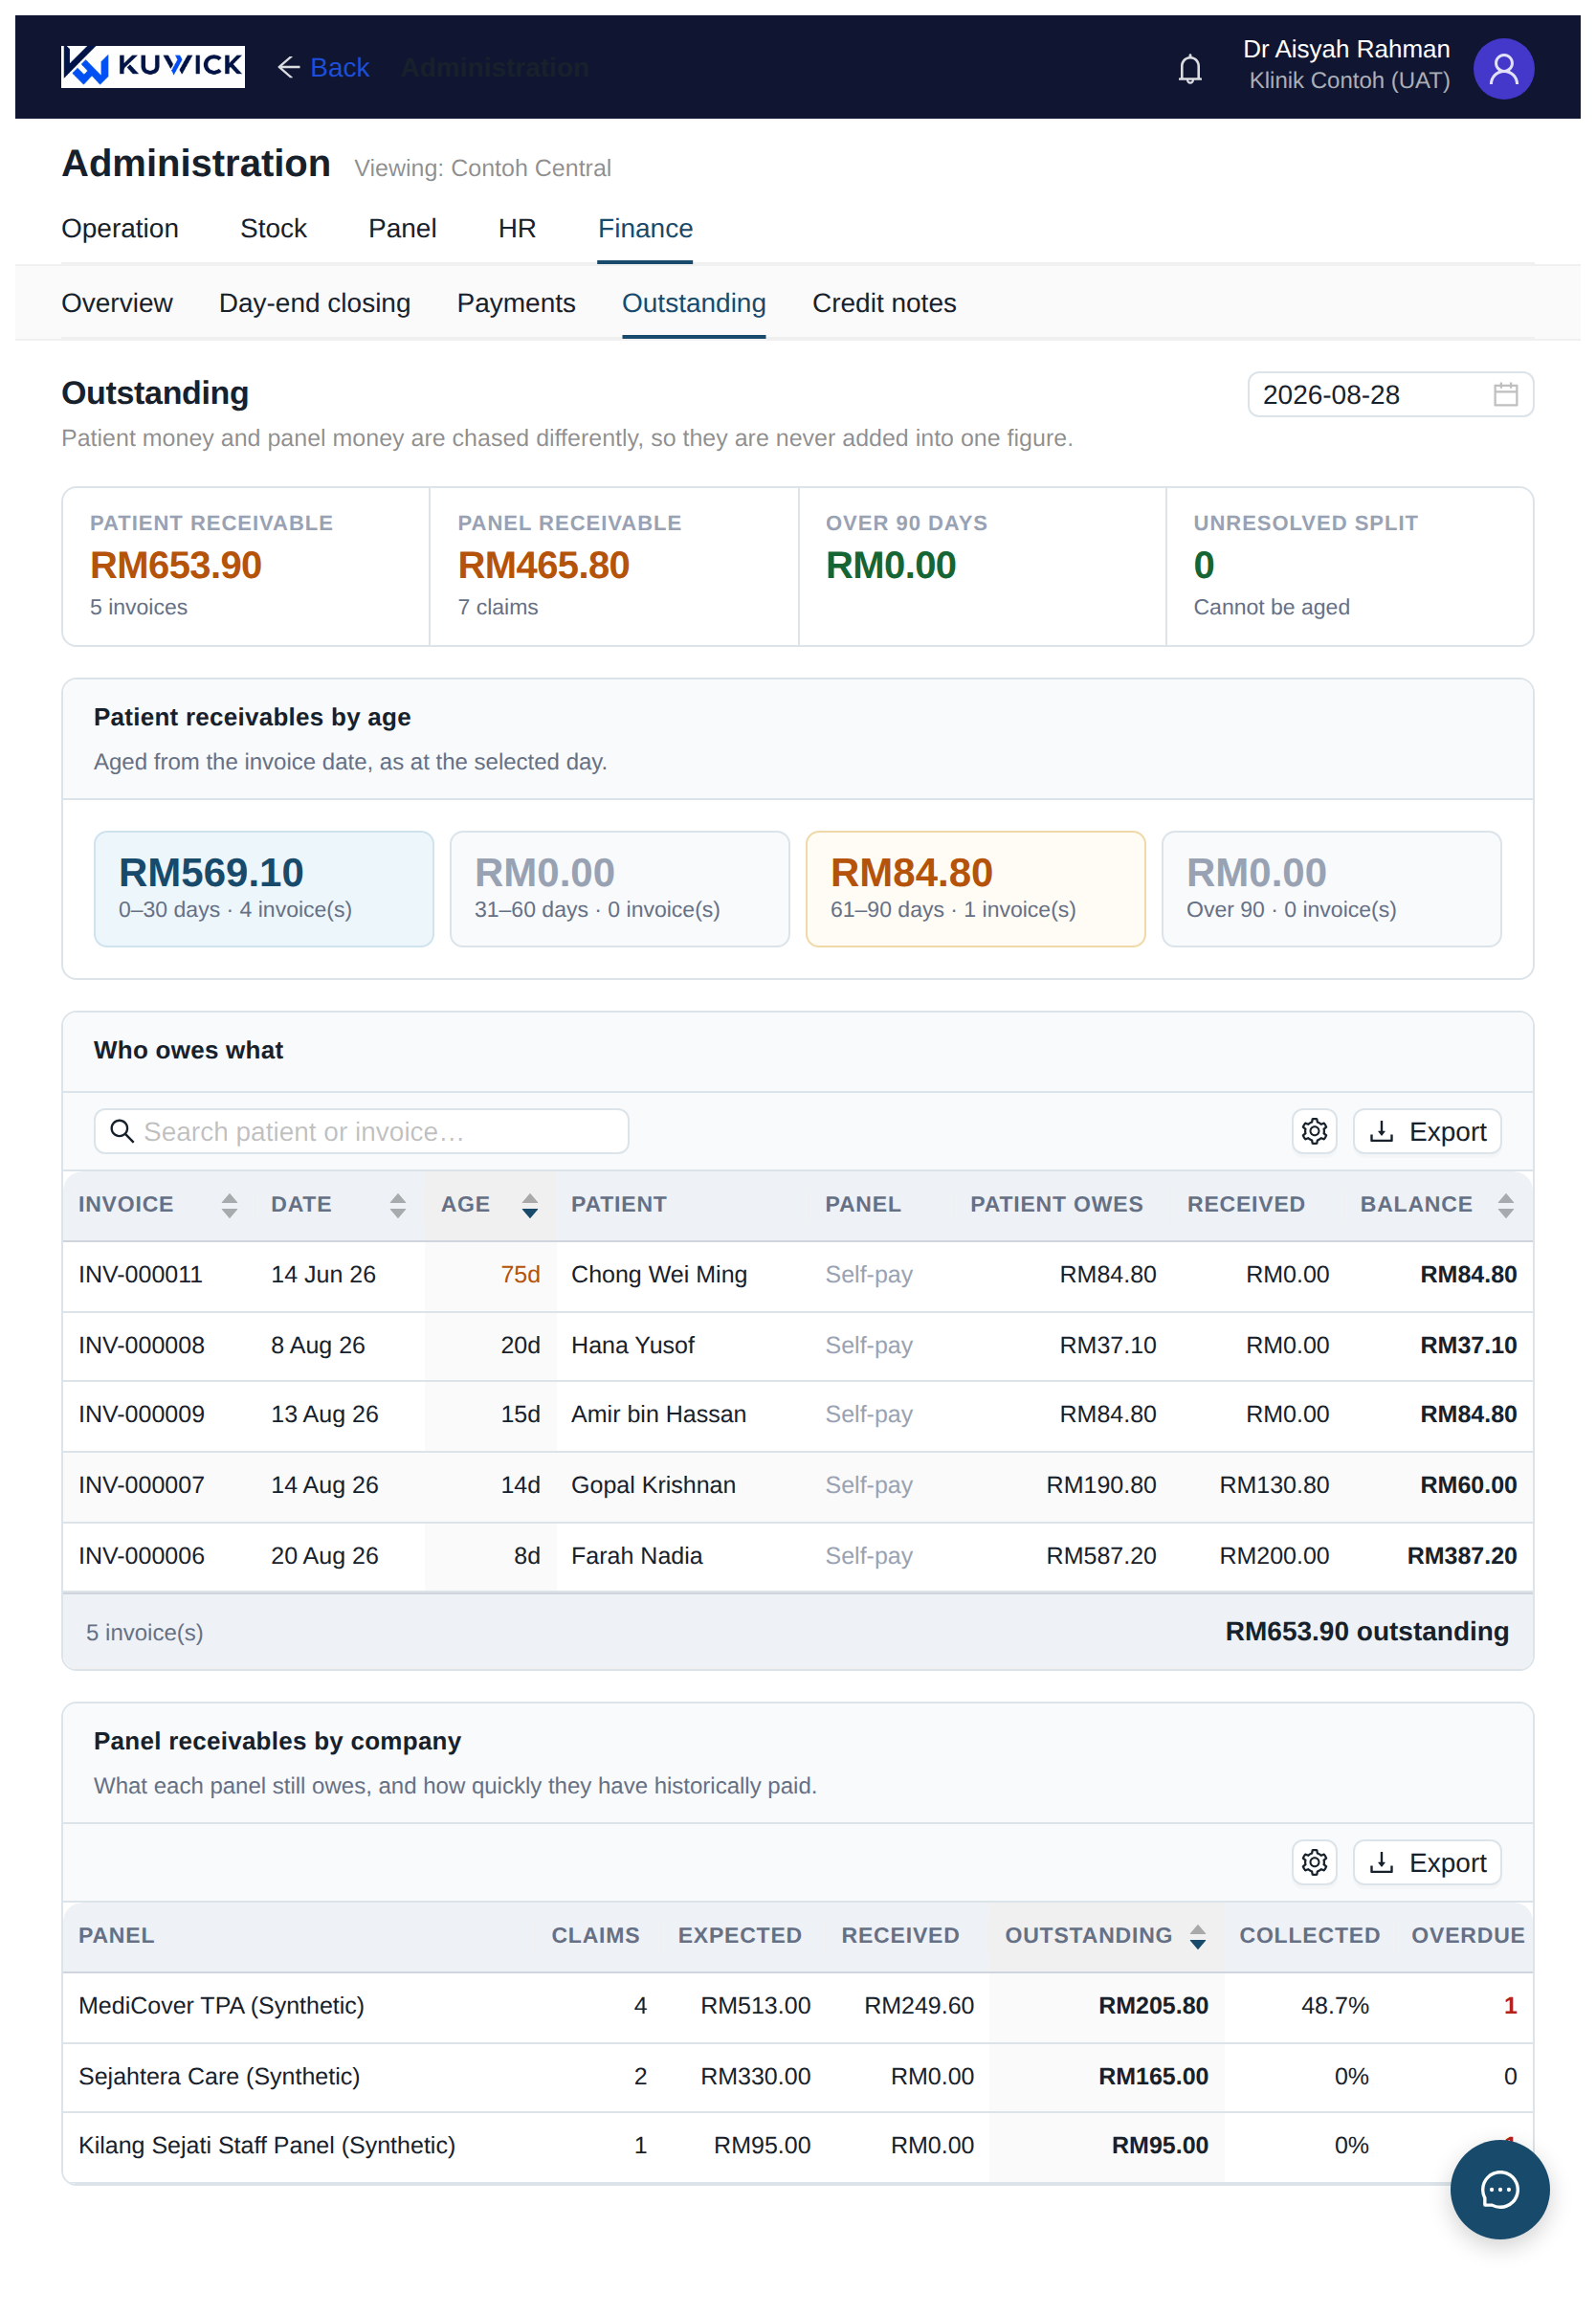 KUWICK
Back
Administration
Dr Aisyah Rahman
Klinik Contoh (UAT)
Administration Viewing: Contoh Central
Operation Stock Panel HR Finance
Overview Day-end closing Payments Outstanding Credit notes
Outstanding
2026-08-28
Patient money and panel money are chased differently, so they are never added into one figure.
PATIENT RECEIVABLE
RM653.90
5 invoices
PANEL RECEIVABLE
RM465.80
7 claims
OVER 90 DAYS
RM0.00
UNRESOLVED SPLIT
0
Cannot be aged
Patient receivables by age
Aged from the invoice date, as at the selected day.
RM569.10
0–30 days · 4 invoice(s)
RM0.00
31–60 days · 0 invoice(s)
RM84.80
61–90 days · 1 invoice(s)
RM0.00
Over 90 · 0 invoice(s)
Who owes what
Search patient or invoice…
Export
INVOICE DATE AGE PATIENT PANEL PATIENT OWES RECEIVED BALANCE
INV-000011 14 Jun 26 75d Chong Wei Ming Self-pay RM84.80 RM0.00 RM84.80
INV-000008 8 Aug 26 20d Hana Yusof Self-pay RM37.10 RM0.00 RM37.10
INV-000009 13 Aug 26 15d Amir bin Hassan Self-pay RM84.80 RM0.00 RM84.80
INV-000007 14 Aug 26 14d Gopal Krishnan Self-pay RM190.80 RM130.80 RM60.00
INV-000006 20 Aug 26 8d Farah Nadia Self-pay RM587.20 RM200.00 RM387.20
5 invoice(s) RM653.90 outstanding
Panel receivables by company
What each panel still owes, and how quickly they have historically paid.
Export
PANEL CLAIMS EXPECTED RECEIVED OUTSTANDING COLLECTED OVERDUE
MediCover TPA (Synthetic) 4 RM513.00 RM249.60 RM205.80 48.7% 1
Sejahtera Care (Synthetic) 2 RM330.00 RM0.00 RM165.00 0% 0
Kilang Sejati Staff Panel (Synthetic) 1 RM95.00 RM0.00 RM95.00 0%